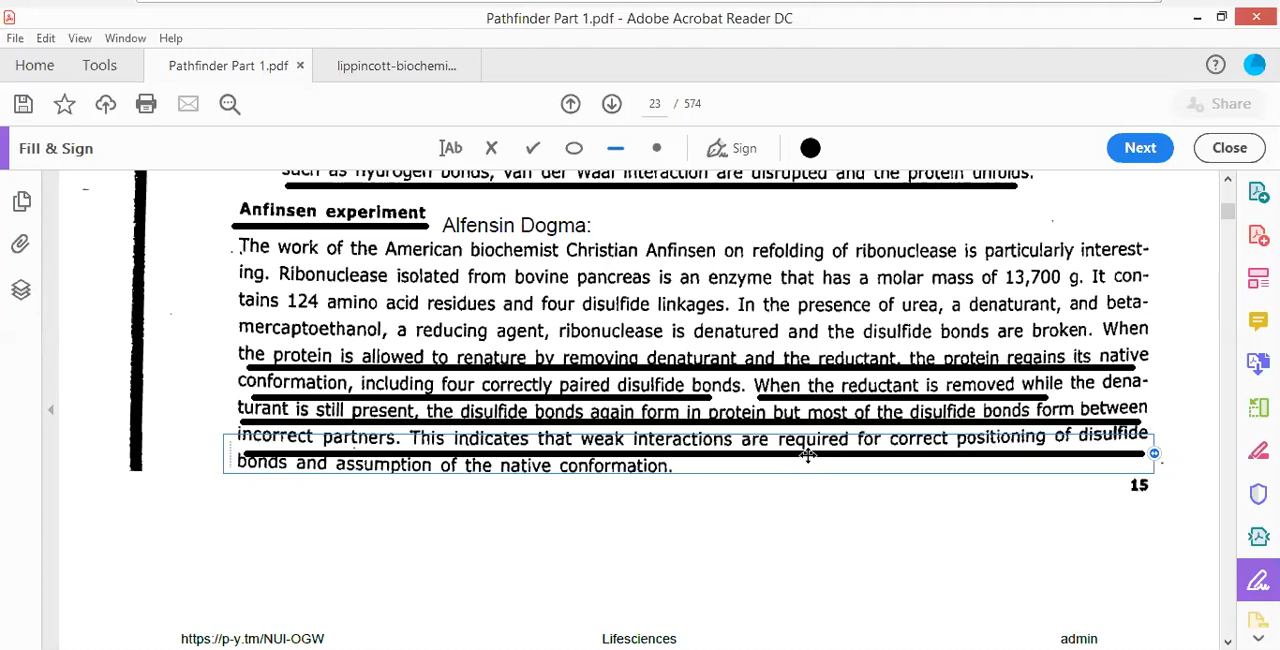 Pathfinder Part 1.pdf - Adobe Acrobat Reader DC
File Edit View Window Help
Home Tools Pathfinder Part 1.pdf × lippincott-biochemi...
23 / 574 Share
Fill & Sign Ab Sign Next Close
such as hydrogen bonds, Van der Waal interaction are disrupted and the protein unfolds.
Anfinsen experiment Alfensin Dogma:
The work of the American biochemist Christian Anfinsen on refolding of ribonuclease is particularly interest-
ing. Ribonuclease isolated from bovine pancreas is an enzyme that has a molar mass of 13,700 g. It con-
tains 124 amino acid residues and four disulfide linkages. In the presence of urea, a denaturant, and beta-
mercaptoethanol, a reducing agent, ribonuclease is denatured and the disulfide bonds are broken. When
the protein is allowed to renature by removing denaturant and the reductant, the protein regains its native
conformation, including four correctly paired disulfide bonds. When the reductant is removed while the dena-
turant is still present, the disulfide bonds again form in protein but most of the disulfide bonds form between
incorrect partners. This indicates that weak interactions are required for correct positioning of disulfide
bonds and assumption of the native conformation.
15
https://p-y.tm/NUI-OGW Lifesciences admin